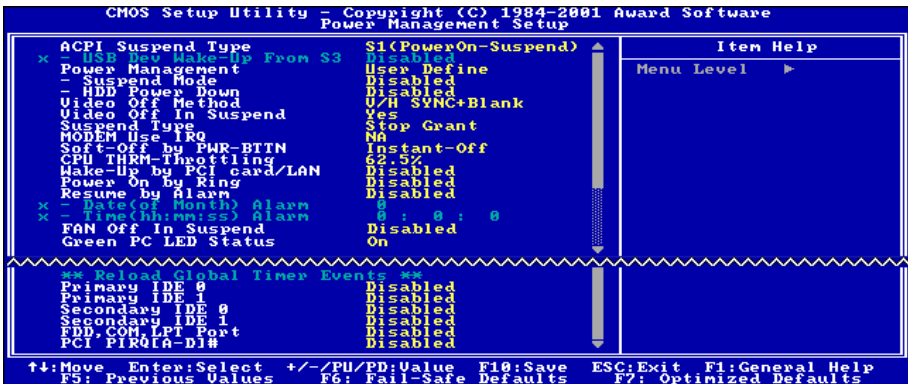 CMOS Setup Utility - Copyright (C) 1984-2001 Award Software
Power Management Setup
ACPI Suspend Type S1(PowerOn-Suspend)
x - USB Dev Wake-Up From S3 Disabled
Power Management User Define
- Suspend Mode Disabled
- HDD Power Down Disabled
Video Off Method V/H SYNC+Blank
Video Off In Suspend Yes
Suspend Type Stop Grant
MODEM Use IRQ NA
Soft-Off by PWR-BTTN Instant-Off
CPU THRM-Throttling 62.5%
Wake-Up by PCI card/LAN Disabled
Power On by Ring Disabled
Resume by Alarm Disabled
x - Date(of Month) Alarm 0
x - Time(hh:mm:ss) Alarm 0 : 0 : 0
FAN Off In Suspend Disabled
Green PC LED Status On
Item Help
Menu Level ►
** Reload Global Timer Events **
Primary IDE 0 Disabled
Primary IDE 1 Disabled
Secondary IDE 0 Disabled
Secondary IDE 1 Disabled
FDD,COM,LPT Port Disabled
PCI PIRQ[A-D]# Disabled
↑↓:Move Enter:Select +/-/PU/PD:Value F10:Save ESC:Exit F1:General Help
F5: Previous Values F6: Fail-Safe Defaults F7: Optimized Defaults